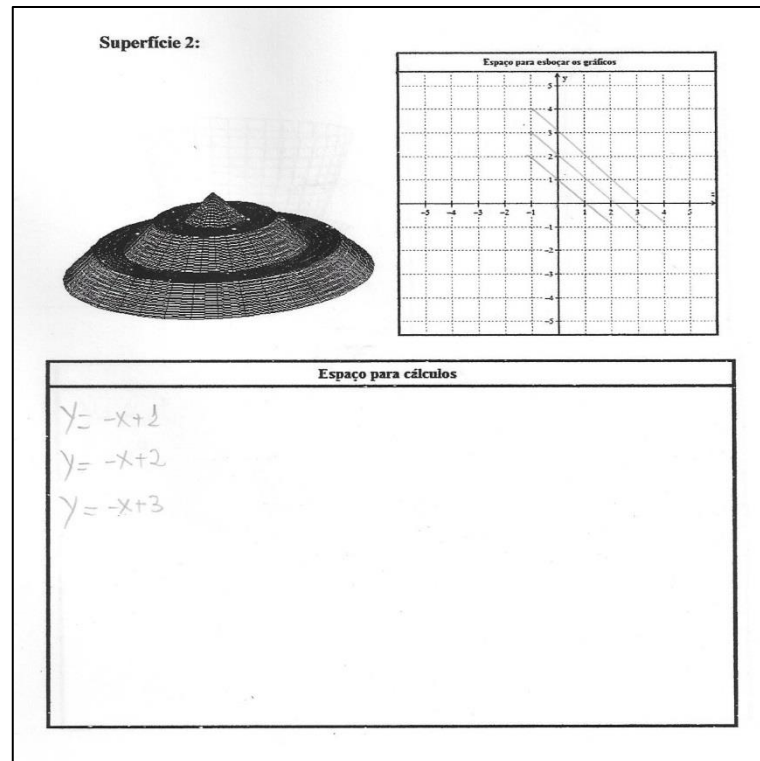 Superfície 2:
Espaço para esboçar os gráficos
y
5
4
3
2
1
x
-5 -4 -3 -2 -1 1 2 3 4 5
-1
-2
-3
-4
-5
Espaço para cálculos
y= -x+1
y= -x+2
y= -x+3